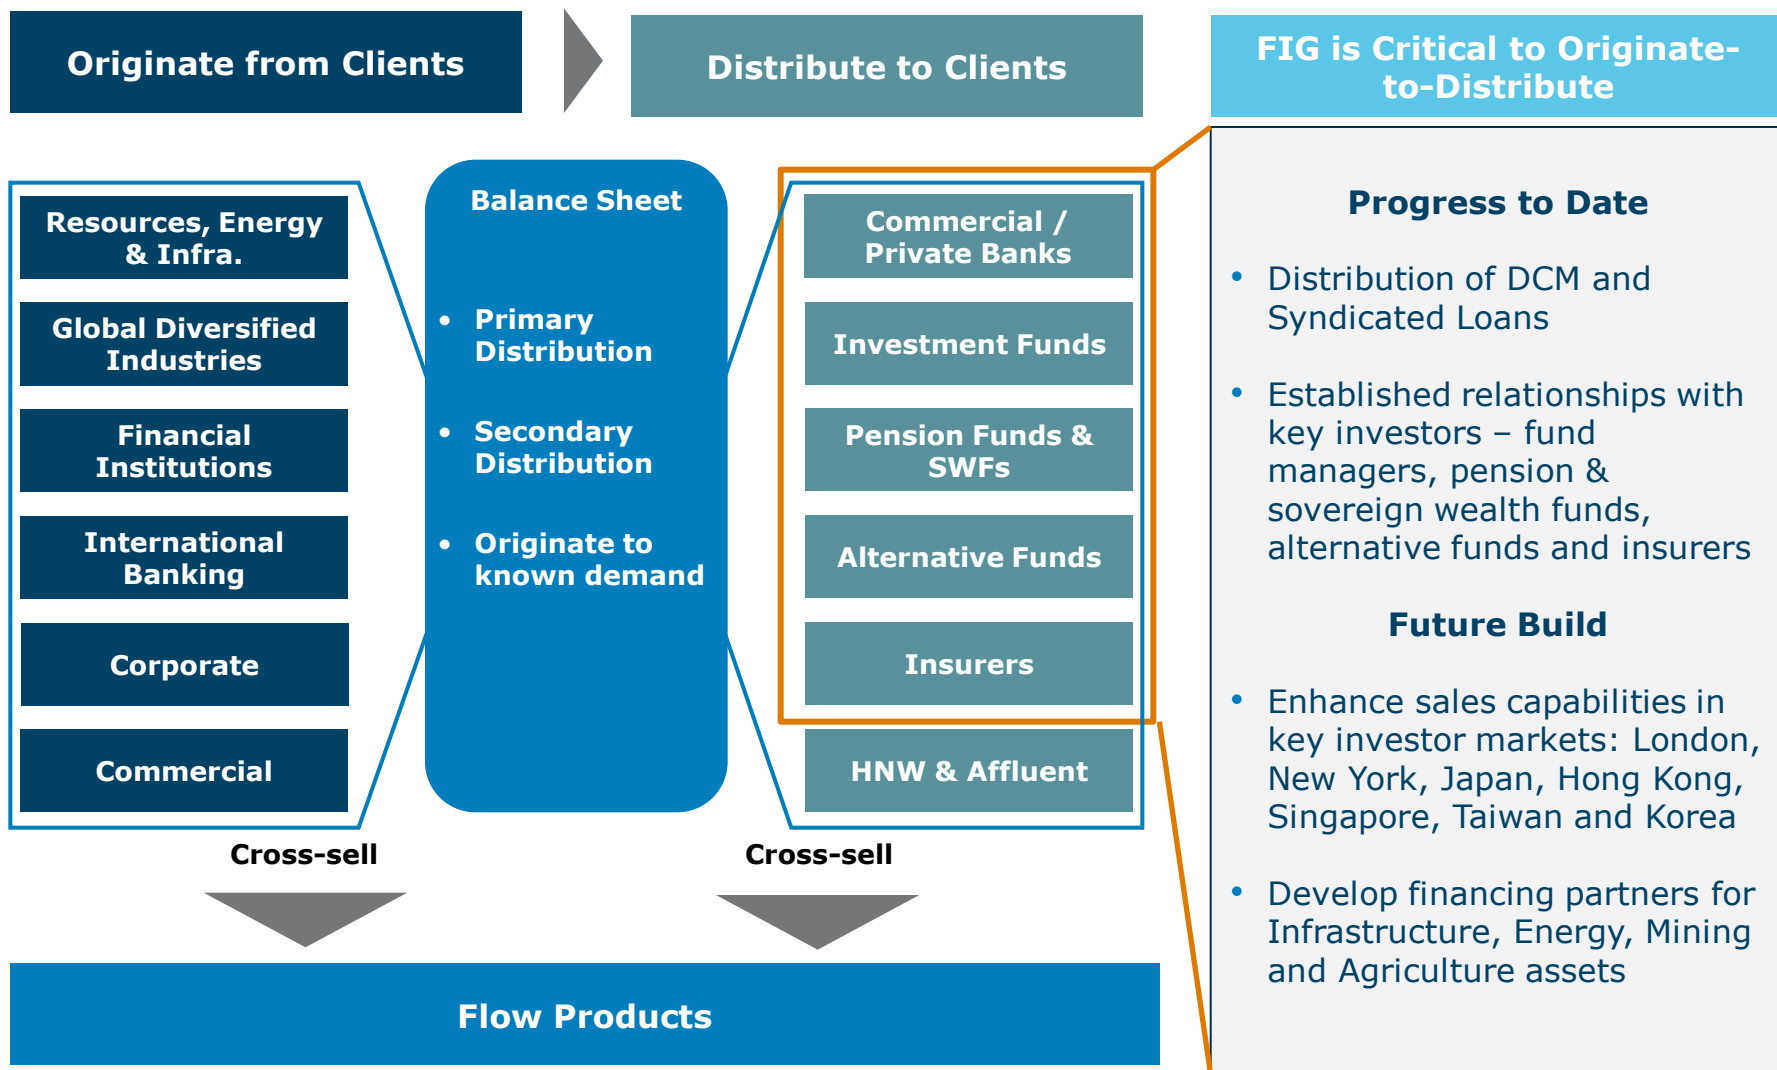 Originate from Clients
Distribute to Clients
FIG is Critical to Originate-
to-Distribute
Resources, Energy
& Infra.
Global Diversified
Industries
Financial
Institutions
International
Banking
Corporate
Commercial
Balance Sheet
• Primary
Distribution
• Secondary
Distribution
• Originate to
known demand
Commercial /
Private Banks
Investment Funds
Pension Funds &
SWFs
Alternative Funds
Insurers
HNW & Affluent
Cross-sell
Cross-sell
Flow Products
Progress to Date
• Distribution of DCM and
Syndicated Loans
• Established relationships with
key investors – fund
managers, pension &
sovereign wealth funds,
alternative funds and insurers
Future Build
• Enhance sales capabilities in
key investor markets: London,
New York, Japan, Hong Kong,
Singapore, Taiwan and Korea
• Develop financing partners for
Infrastructure, Energy, Mining
and Agriculture assets